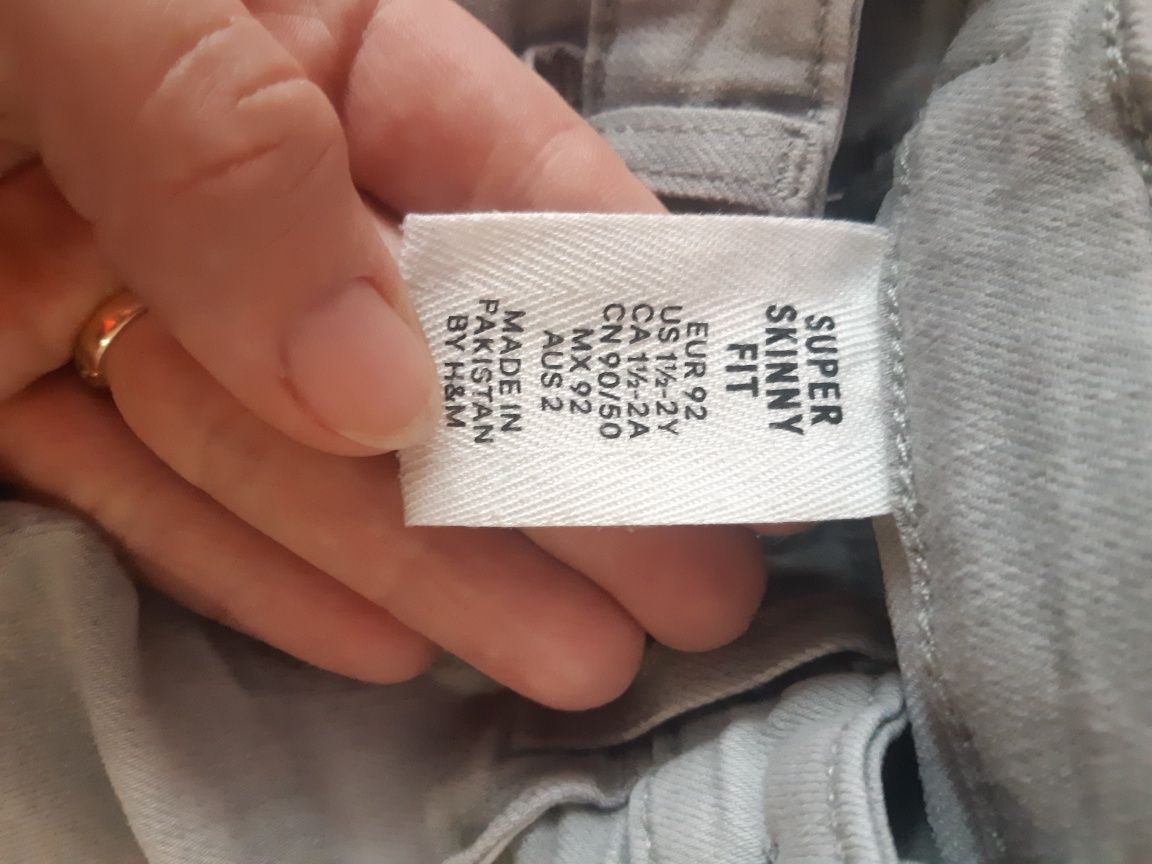 SUPER
SKINNY
FIT
EUR 92
US 1½-2Y
CA 1½-2A
CN 90/50
MX 92
AUS 2
MADE IN
PAKISTAN
BY H&M